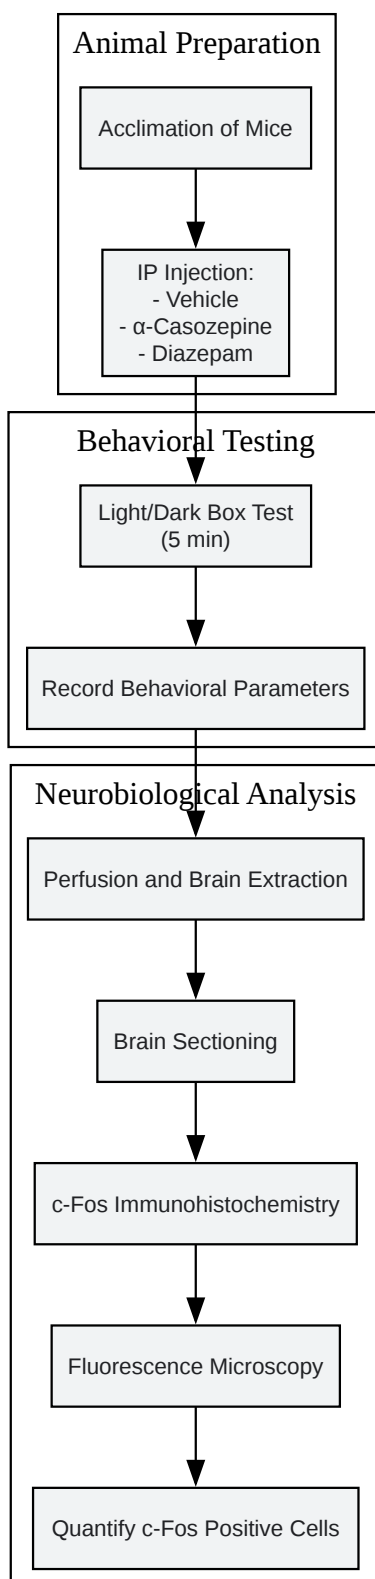 Animal Preparation
Acclimation of Mice
IP Injection:
- Vehicle
- α-Casozepine
- Diazepam
Behavioral Testing
Light/Dark Box Test
(5 min)
Record Behavioral Parameters
Neurobiological Analysis
Perfusion and Brain Extraction
Brain Sectioning
c-Fos Immunohistochemistry
Fluorescence Microscopy
Quantify c-Fos Positive Cells